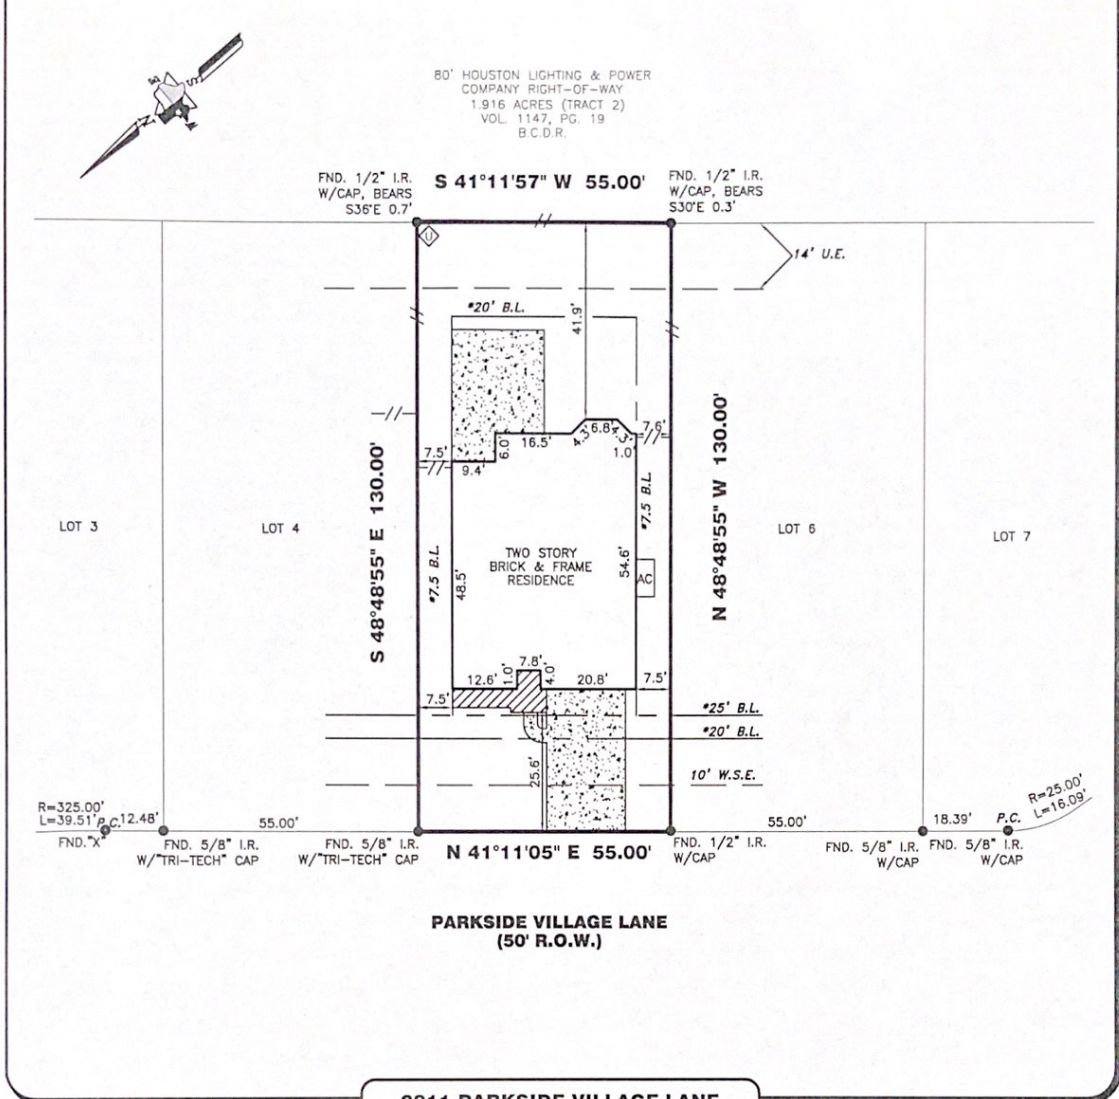 N
S
80' HOUSTON LIGHTING & POWER
COMPANY RIGHT-OF-WAY
1.916 ACRES (TRACT 2)
VOL. 1147, PG. 19
B.C.D.R.
FND. 1/2" I.R.
W/CAP, BEARS
S36°E 0.7'
S 41°11'57" W 55.00'
FND. 1/2" I.R.
W/CAP, BEARS
S30°E 0.3'
U
14' U.E.
*20' B.L.
41.9'
7.5'
9.4'
6.0'
16.5'
4.3'
6.8'
4.3'
1.0'
7.6'
S 48°48'55" E 130.00'
N 48°48'55" W 130.00'
LOT 3
LOT 4
LOT 6
LOT 7
*7.5 B.L.
48.5'
TWO STORY
BRICK & FRAME
RESIDENCE
54.6'
*7.5 B.L.
AC
12.6'
1.0'
7.8'
4.0'
20.8'
7.5'
7.5'
*25' B.L.
*20' B.L.
25.6'
10' W.S.E.
R=325.00'
L=39.51'
P.C.
12.48'
55.00'
55.00'
18.39'
P.C.
R=25.00'
L=16.09'
FND."X"
FND. 5/8" I.R.
W/"TRI-TECH" CAP
FND. 5/8" I.R.
W/"TRI-TECH" CAP
N 41°11'05" E 55.00'
FND. 1/2" I.R.
W/CAP
FND. 5/8" I.R.
W/CAP
FND. 5/8" I.R.
W/CAP
PARKSIDE VILLAGE LANE
(50' R.O.W.)
PARKSIDE VILLAGE LANE